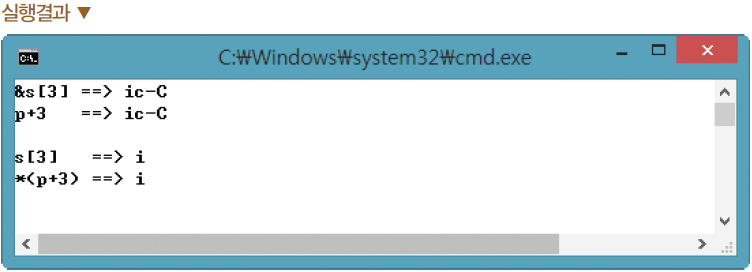 실행결과 ▼
C:\Windows\system32\cmd.exe
&s[3] ==> ic-C
p+3   ==> ic-C
s[3]   ==> i
*(p+3) ==> i